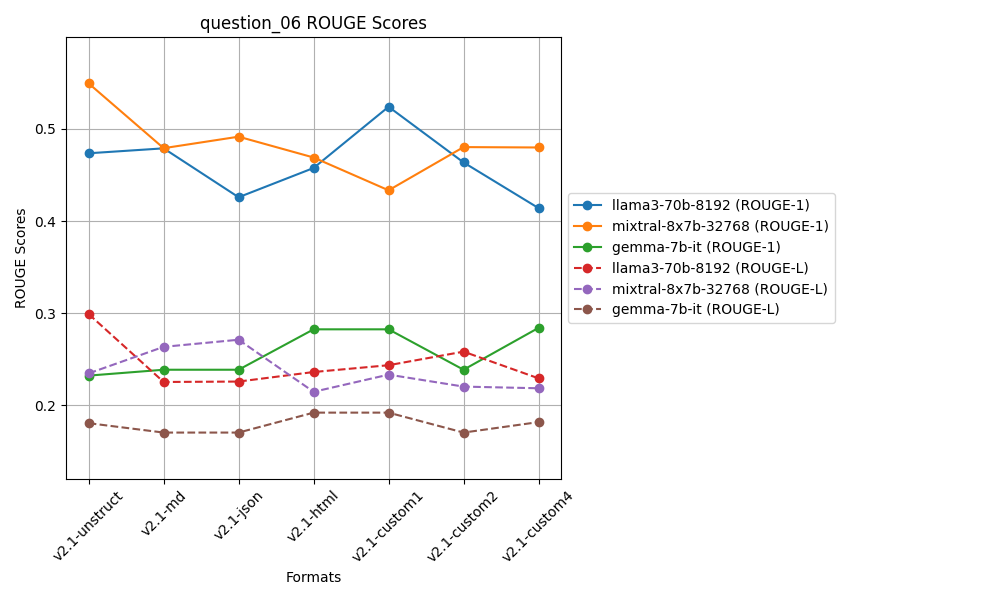 question_06 ROUGE Scores
ROUGE Scores
0.5
0.4
0.3
0.2
v2.1-unstruct
v2.1-md
v2.1-json
v2.1-html
v2.1-custom1
v2.1-custom2
v2.1-custom4
Formats
llama3-70b-8192 (ROUGE-1)
mixtral-8x7b-32768 (ROUGE-1)
gemma-7b-it (ROUGE-1)
llama3-70b-8192 (ROUGE-L)
mixtral-8x7b-32768 (ROUGE-L)
gemma-7b-it (ROUGE-L)